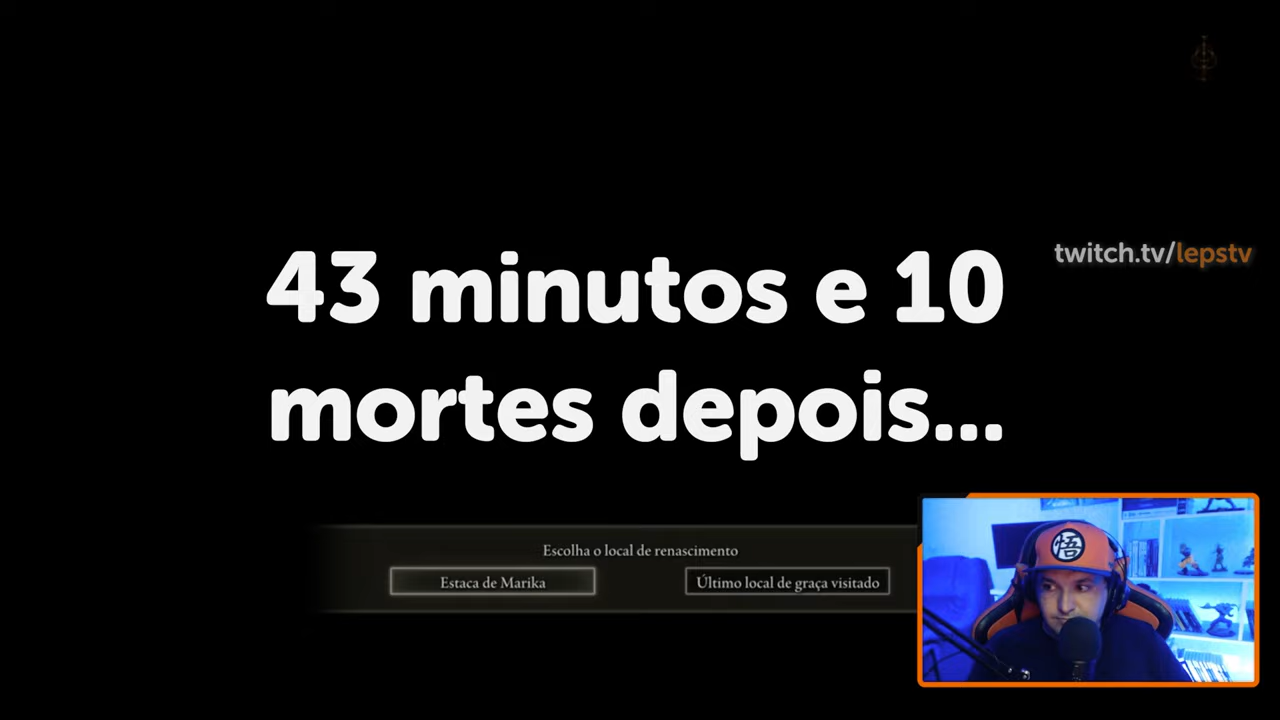 twitch.tv/lepstv
43 minutos e 10
mortes depois...
Escolha o local de renascimento
Estaca de Marika
Último local de graça visitado
悟